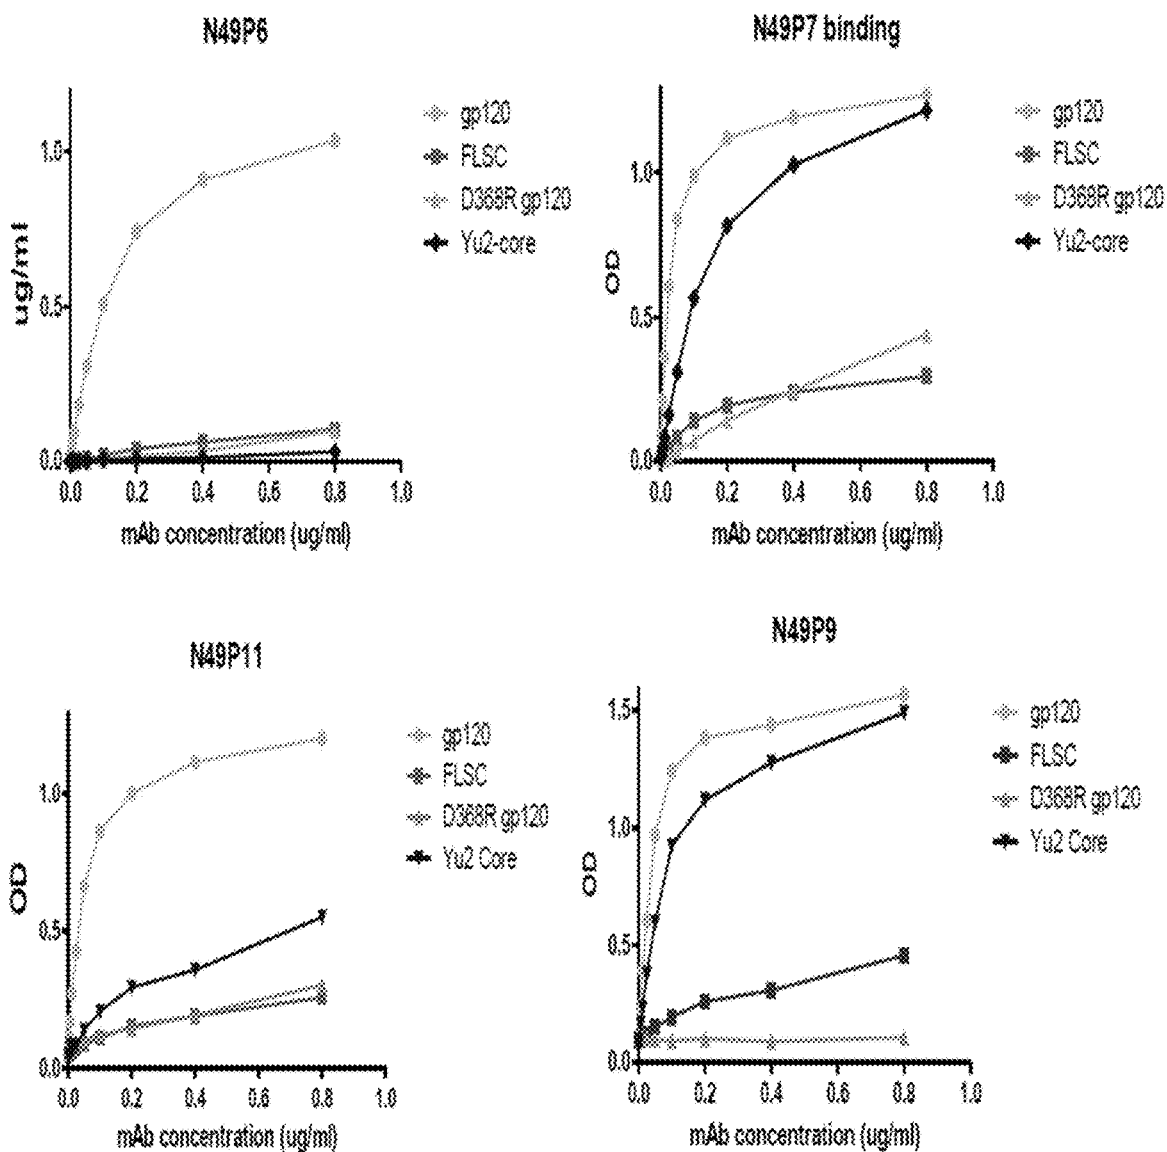 N49P6
gp120
FLSC
D368R gp120
Yu2-core
ug/ml
1.0
0.5
0.0
0.0 0.2 0.4 0.6 0.8 1.0
mAb concentration (ug/ml)
N49P7 binding
gp120
FLSC
D368R gp120
Yu2-core
OD
1.0
0.5
0.0
0.0 0.2 0.4 0.6 0.8 1.0
mAb concentration (ug/ml)
N49P11
gp120
FLSC
D368R gp120
Yu2 Core
OD
1.0
0.5
0.0
0.0 0.2 0.4 0.6 0.8 1.0
mAb concentration (ug/ml)
N49P9
gp120
FLSC
D368R gp120
Yu2 Core
OD
1.5
1.0
0.5
0.0
0.0 0.2 0.4 0.6 0.8 1.0
mAb concentration (ug/ml)